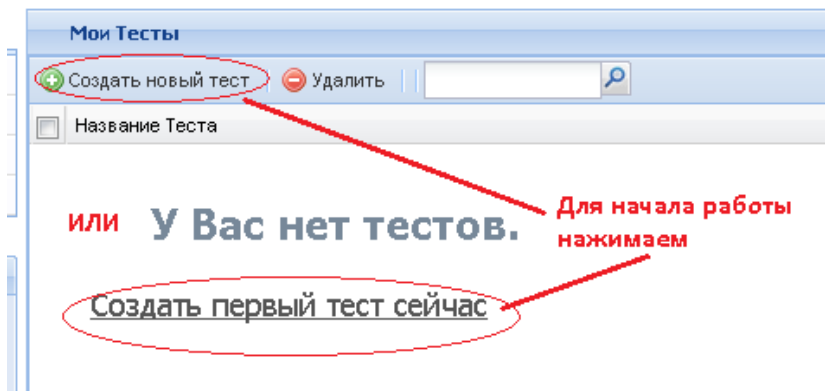 Мои Тесты
Создать новый тест Удалить
Название Теста
Для начала работы
нажимаем
или У Вас нет тестов.
Создать первый тест сейчас